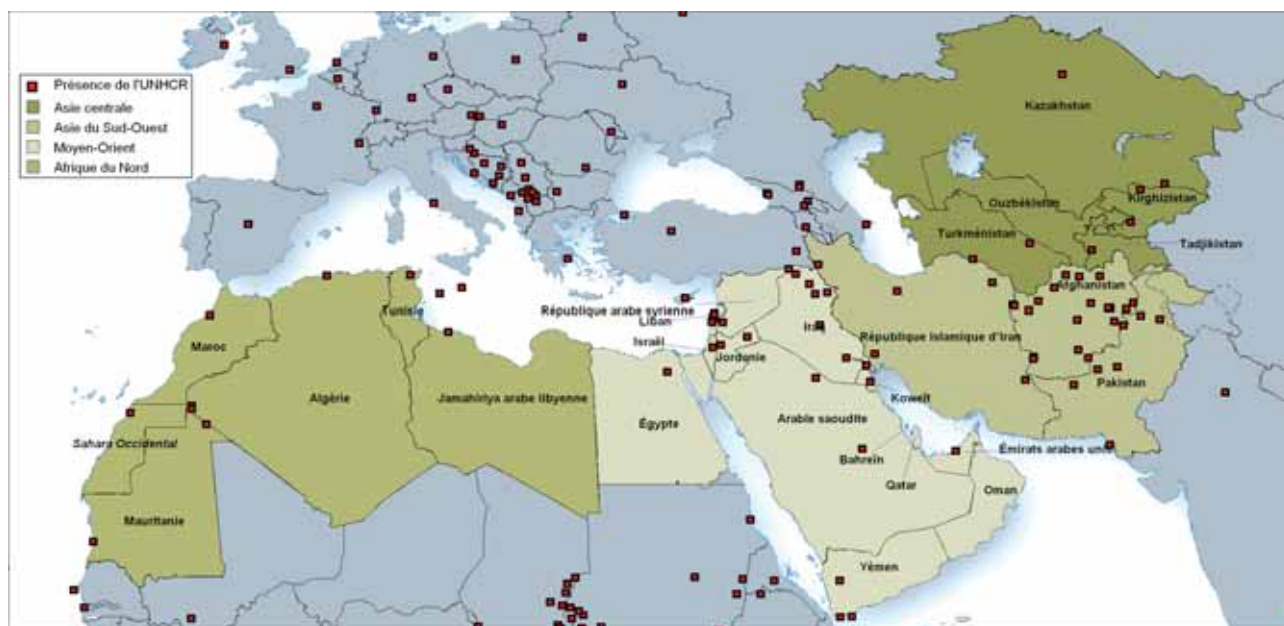 Présence de l'UNHCR
Asie centrale
Asie du Sud-Ouest
Moyen-Orient
Afrique du Nord
Kazakhstan
Ouzbékistan
Kirghizistan
Turkménistan
Tadjikistan
Afghanistan
Tunisie
République arabe syrienne
Liban
Iraq
République Islamique d'Iran
Israël
Maroc
Jordanie
Pakistan
Algérie
Jamahiriya arabe libyenne
Koweït
Égypte
Arabie saoudite
Sahara Occidental
Bahreïn
Émirats arabes unis
Qatar
Oman
Mauritanie
Yémen